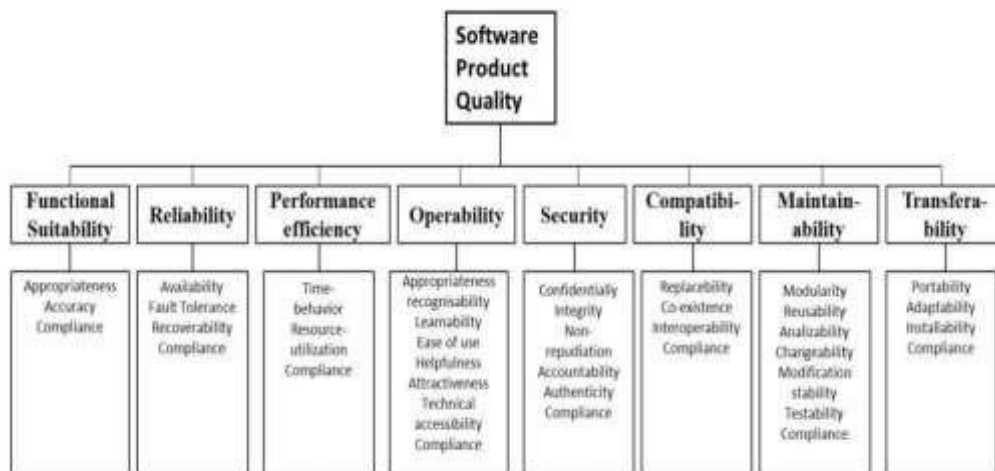 Software
Product
Quality
Functional
Suitability
Reliability
Performance
efficiency
Operability
Security
Compatibi-
lity
Maintain-
ability
Transfera-
bility
Appropriateness
Accuracy
Compliance
Availability
Fault Tolerance
Recoverability
Compliance
Time-
behavior
Resource-
utilization
Compliance
Appropriateness
recognisability
Learnability
Ease of use
Helpfulness
Attractiveness
Technical
accessibility
Compliance
Confidentially
Integrity
Non-
repudiation
Accountability
Authenticity
Compliance
Replacebility
Co-existence
Interoperability
Compliance
Modularity
Reusability
Analizability
Changeability
Modification
stability
Testability
Compliance
Portability
Adaptability
Installability
Compliance